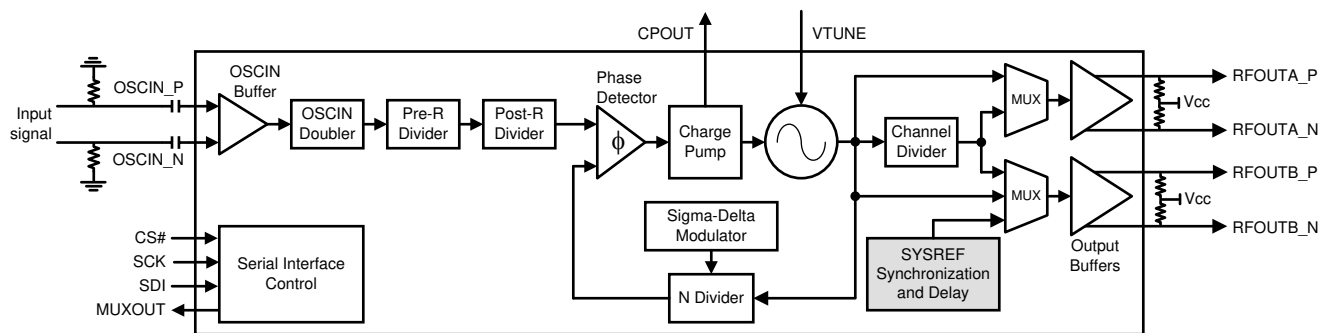 CPOUT
VTUNE
OSCIN_P
OSCIN
Buffer
Input
signal
OSCIN_N
OSCIN
Doubler
Pre-R
Divider
Post-R
Divider
Phase
Detector
ϕ
Charge
Pump
Channel
Divider
MUX
RFOUTA_P
Vcc
RFOUTA_N
MUX
RFOUTB_P
Vcc
RFOUTB_N
Output
Buffers
Sigma-Delta
Modulator
N Divider
SYSREF
Synchronization
and Delay
CS#
SCK
SDI
MUXOUT
Serial Interface
Control